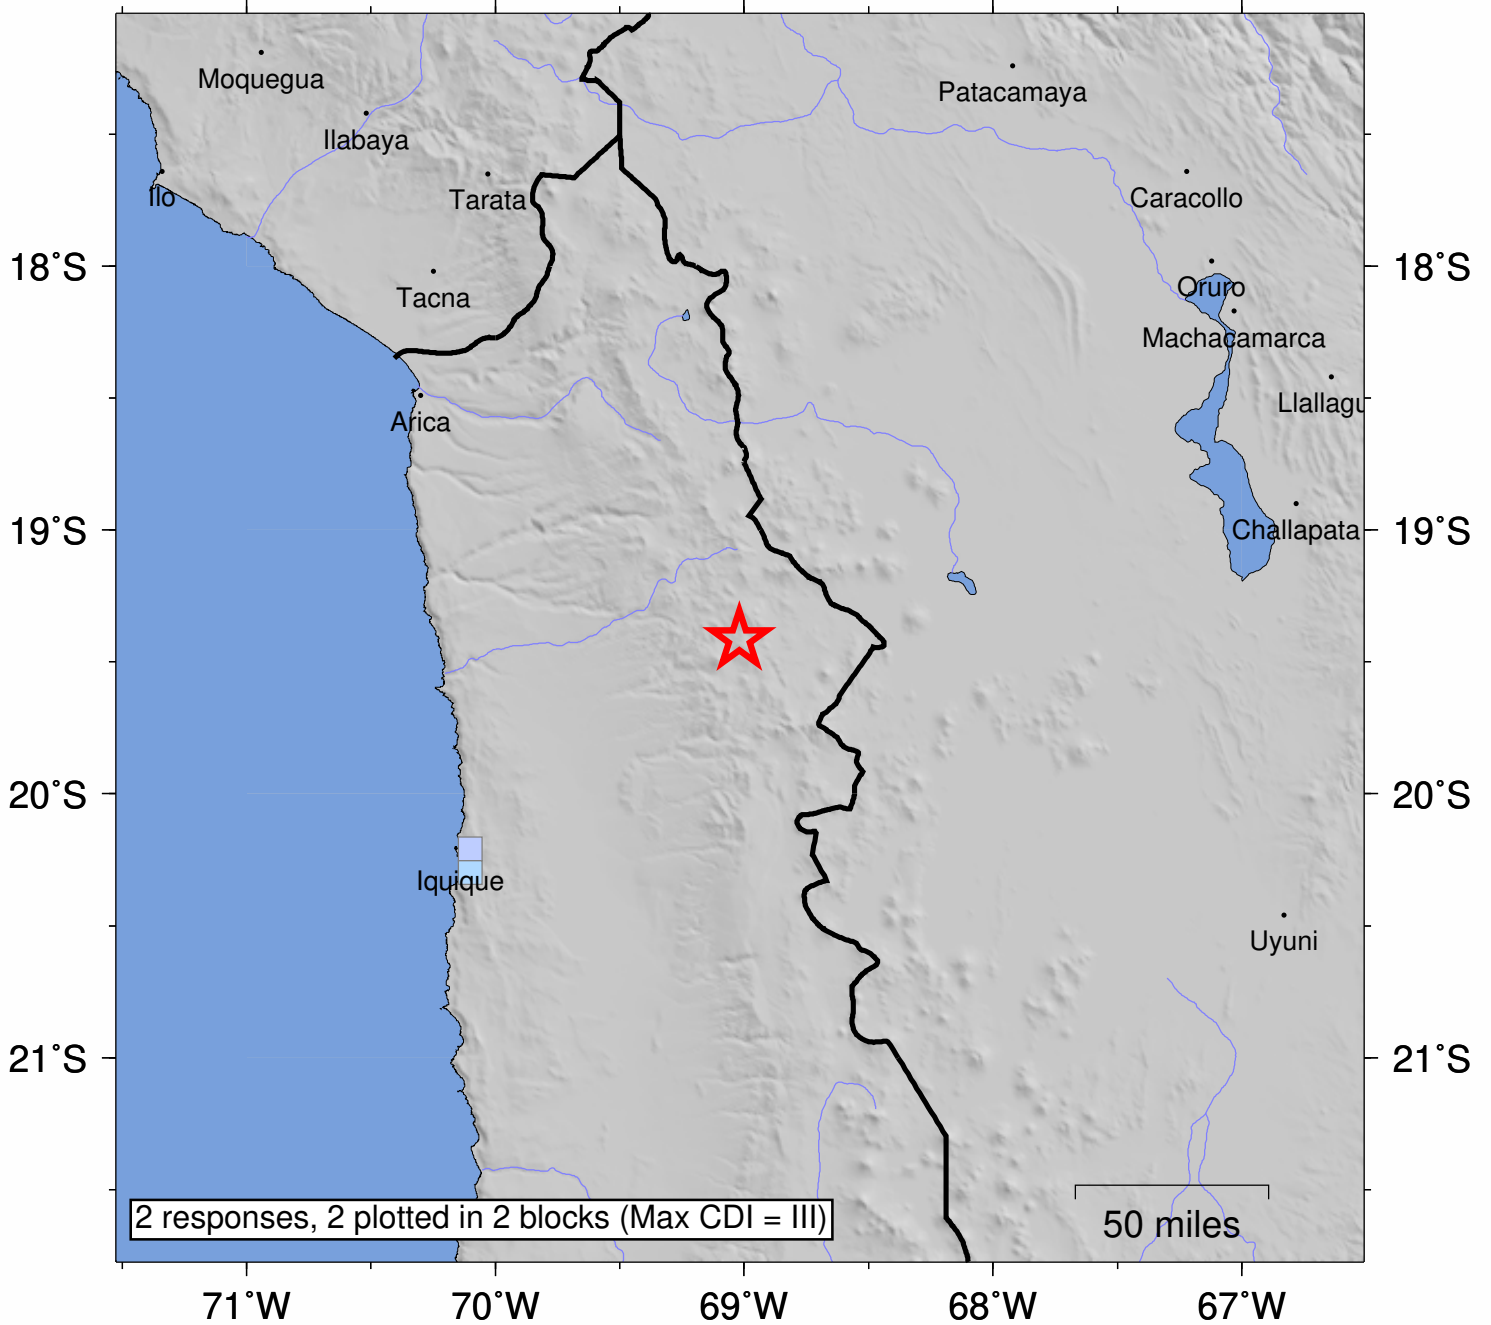 Moquegua
Patacamaya
Ilabaya
Ilo
Tarata
Caracollo
18°S
18°S
Tacna
Oruro
Machacamarca
Arica
Llallagu
19°S
19°S
Challapata
20°S
20°S
Iquique
Uyuni
21°S
21°S
2 responses, 2 plotted in 2 blocks (Max CDI = III)
50 miles
71°W
70°W
69°W
68°W
67°W